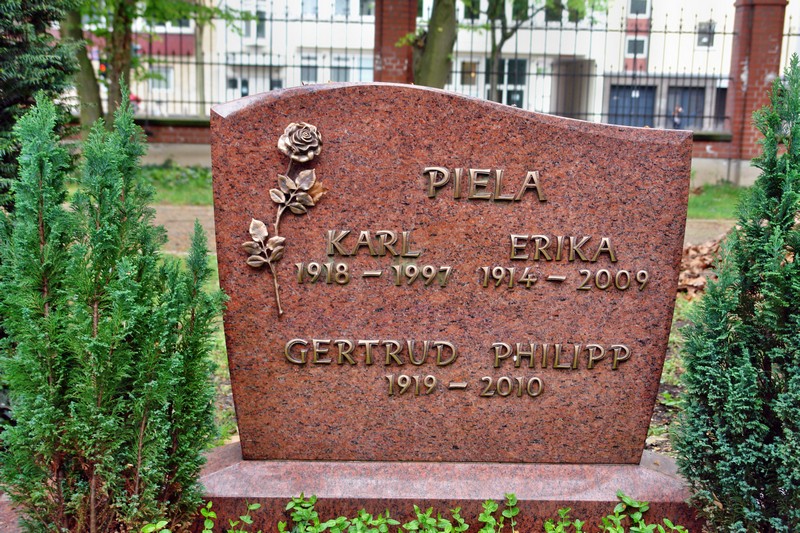 PIELA
KARL ERIKA
1918 – 1997 1914 – 2009
GERTRUD PHILIPP
1919 – 2010